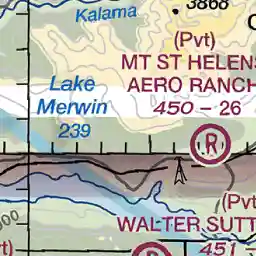 3868
Kalama
(Pvt)
MT ST HELENS
AERO RANCH
450 – 26
Lake
Merwin
239
R
(Pvt)
WALTER SUTT
R
451